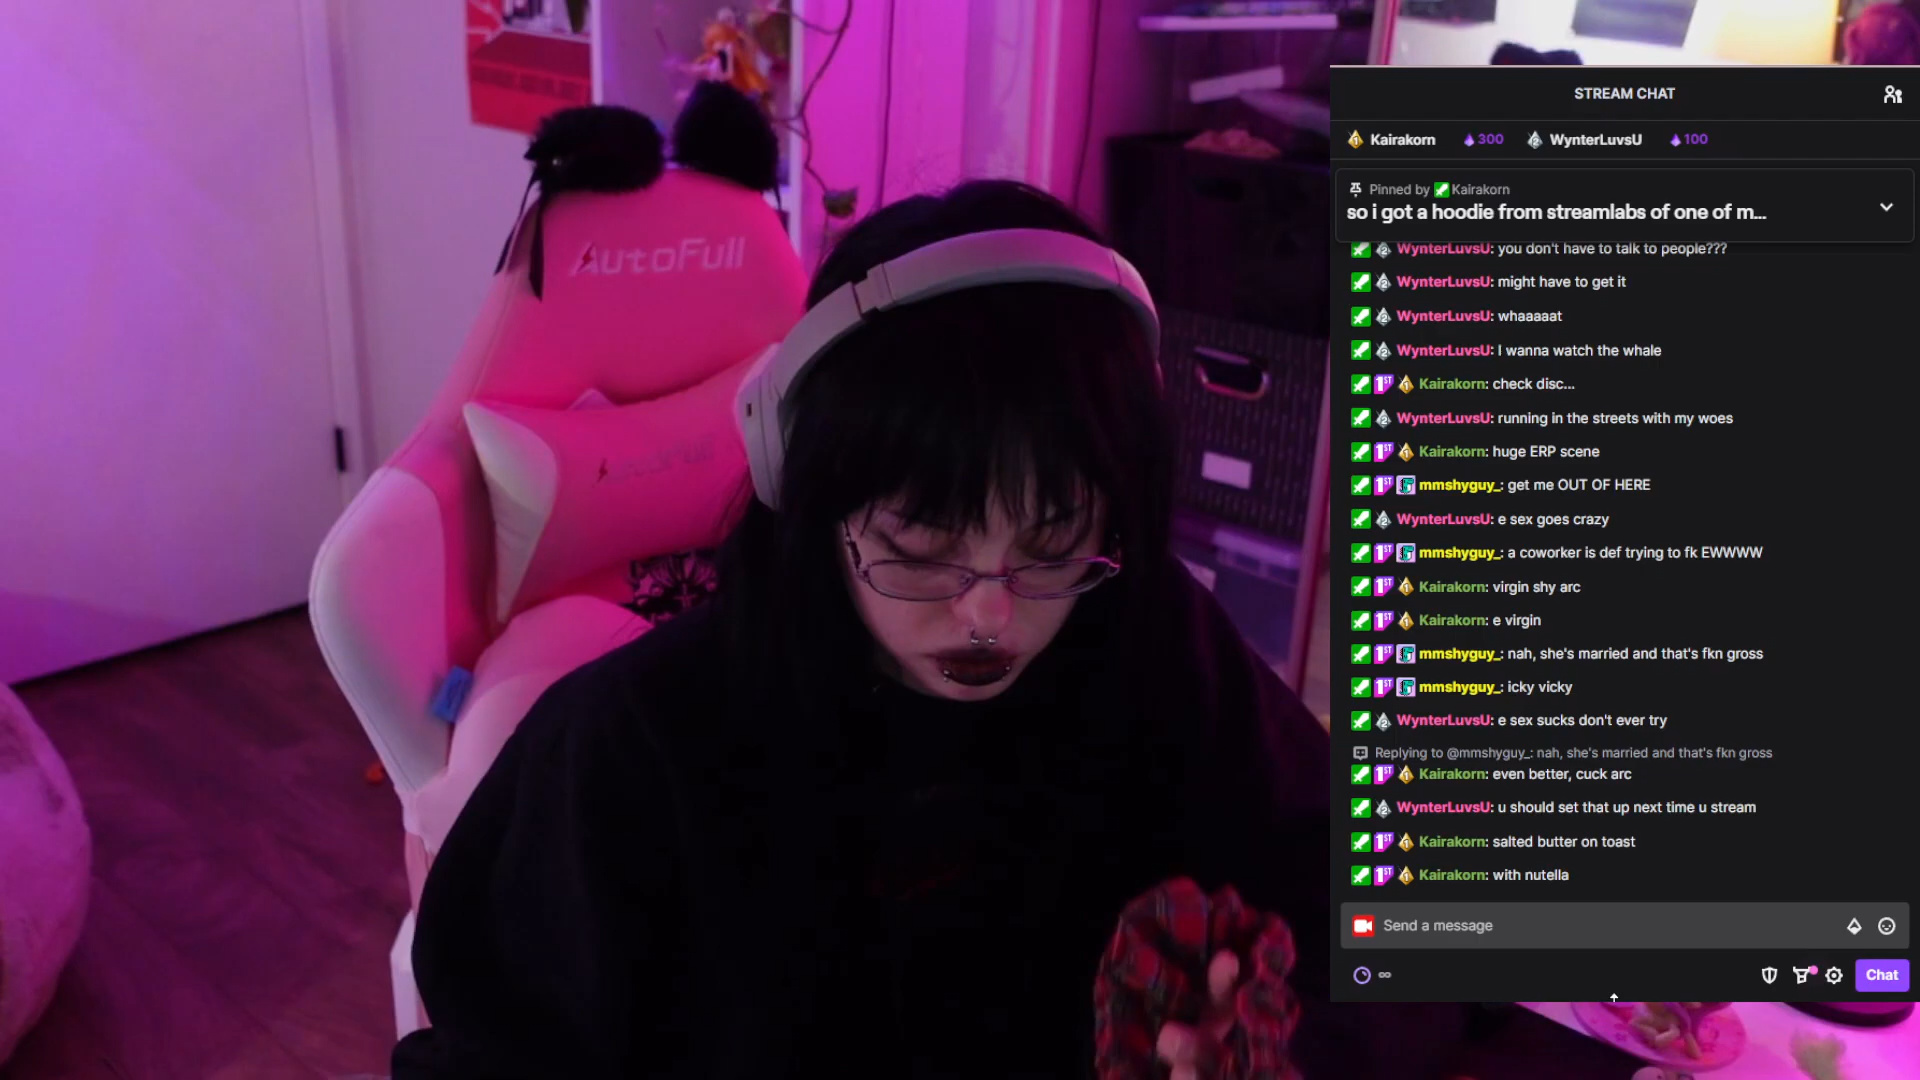 AutoFull
STREAM CHAT
Kairakorn 300 WynterLuvsU 100
Pinned by Kairakorn
so i got a hoodie from streamlabs of one of m...
WynterLuvsU: you don't have to talk to people???
WynterLuvsU: might have to get it
WynterLuvsU: whaaaaat
WynterLuvsU: I wanna watch the whale
Kairakorn: check disc...
WynterLuvsU: running in the streets with my woes
Kairakorn: huge ERP scene
mmshyguy_: get me OUT OF HERE
WynterLuvsU: e sex goes crazy
mmshyguy_: a coworker is def trying to fk EWWWW
Kairakorn: virgin shy arc
Kairakorn: e virgin
mmshyguy_: nah, she's married and that's fkn gross
mmshyguy_: icky vicky
WynterLuvsU: e sex sucks don't ever try
Replying to @mmshyguy_: nah, she's married and that's fkn gross
Kairakorn: even better, cuck arc
WynterLuvsU: u should set that up next time u stream
Kairakorn: salted butter on toast
Kairakorn: with nutella
Send a message
∞
Chat